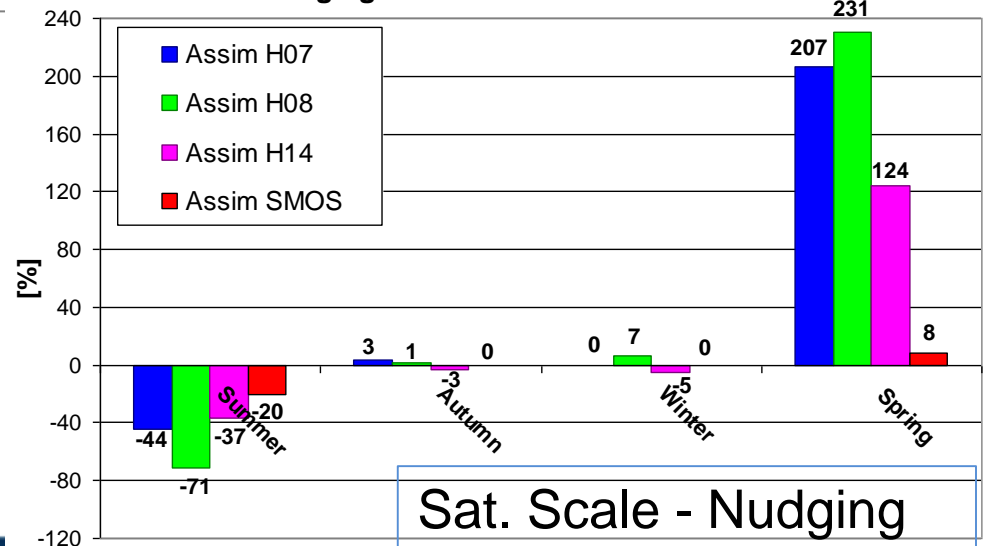 231
240
Assim H07
207
200
Assim H08
160
Assim H14
124
120
Assim SMOS
80
[%]
40
3 1 0 0 7 0 8
0
-3 -5
Summer Autumn Winter Spring
-40
-44 -37 -20
-71
-80
Sat. Scale - Nudging
-120